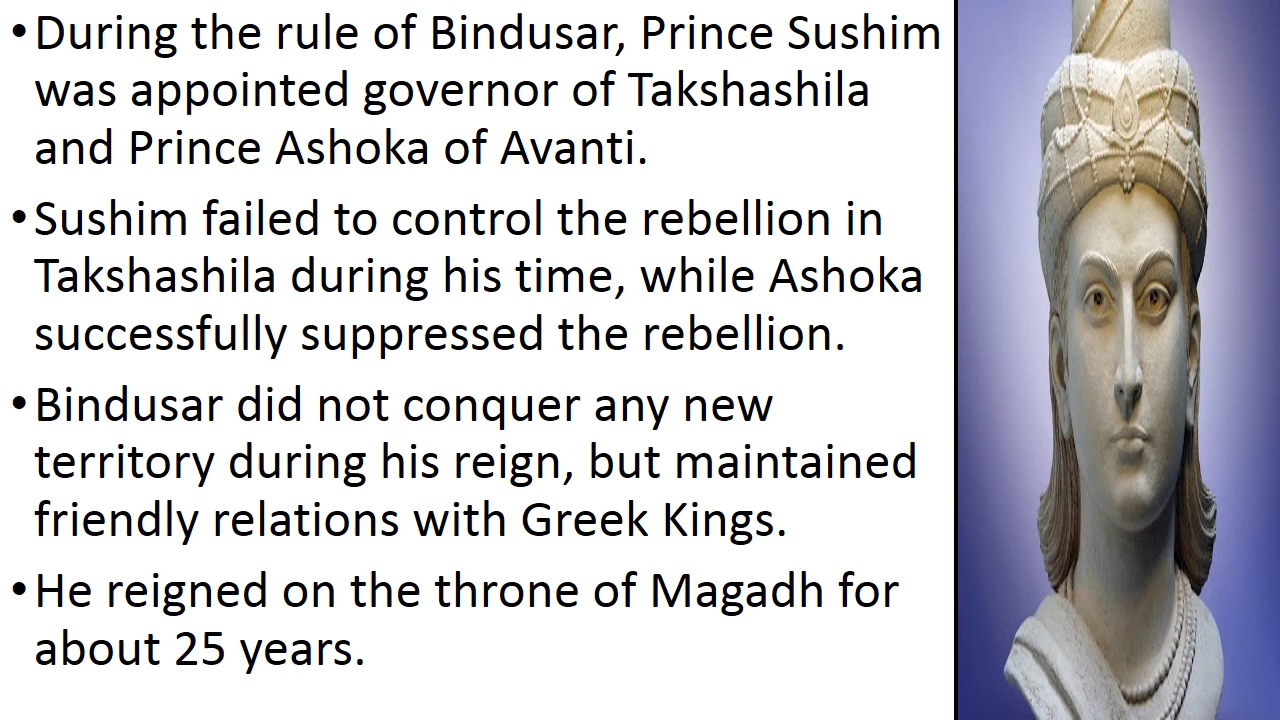 •During the rule of Bindusar, Prince Sushim
was appointed governor of Takshashila
and Prince Ashoka of Avanti.
•Sushim failed to control the rebellion in
Takshashila during his time, while Ashoka
successfully suppressed the rebellion.
•Bindusar did not conquer any new
territory during his reign, but maintained
friendly relations with Greek Kings.
•He reigned on the throne of Magadh for
about 25 years.